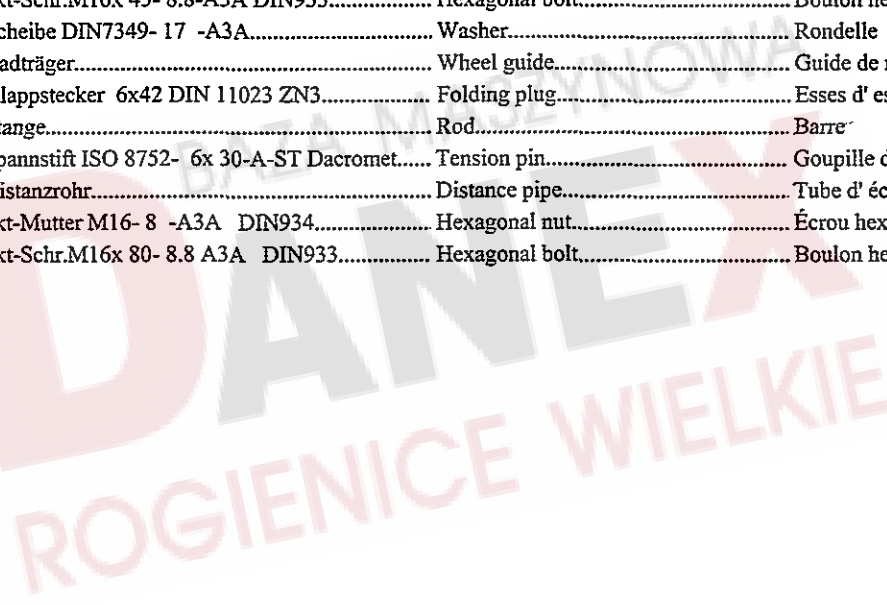 kt-Schr.M16x 45- 8.8-A3A DIN933.................. Hexagonal bolt.................................... Boulon he
cheibe DIN7349- 17 -A3A............................... Washer................................................ Rondelle
adträger............................................................. Wheel guide........................................ Guide de
lappstecker 6x42 DIN 11023 ZN3.................. Folding plug....................................... Esses d' es
tange.................................................................. Rod..................................................... Barre
pannstift ISO 8752- 6x 30-A-ST Dacromet...... Tension pin......................................... Goupille d
istanzrohr.......................................................... Distance pipe...................................... Tube d' éc
kt-Mutter M16- 8 -A3A DIN934.................... Hexagonal nut..................................... Écrou hex
kt-Schr.M16x 80- 8.8 A3A DIN933................ Hexagonal bolt.................................... Boulon he
BAZA MASZYNOWA
DANEX
ROGIENICE WIELKIE